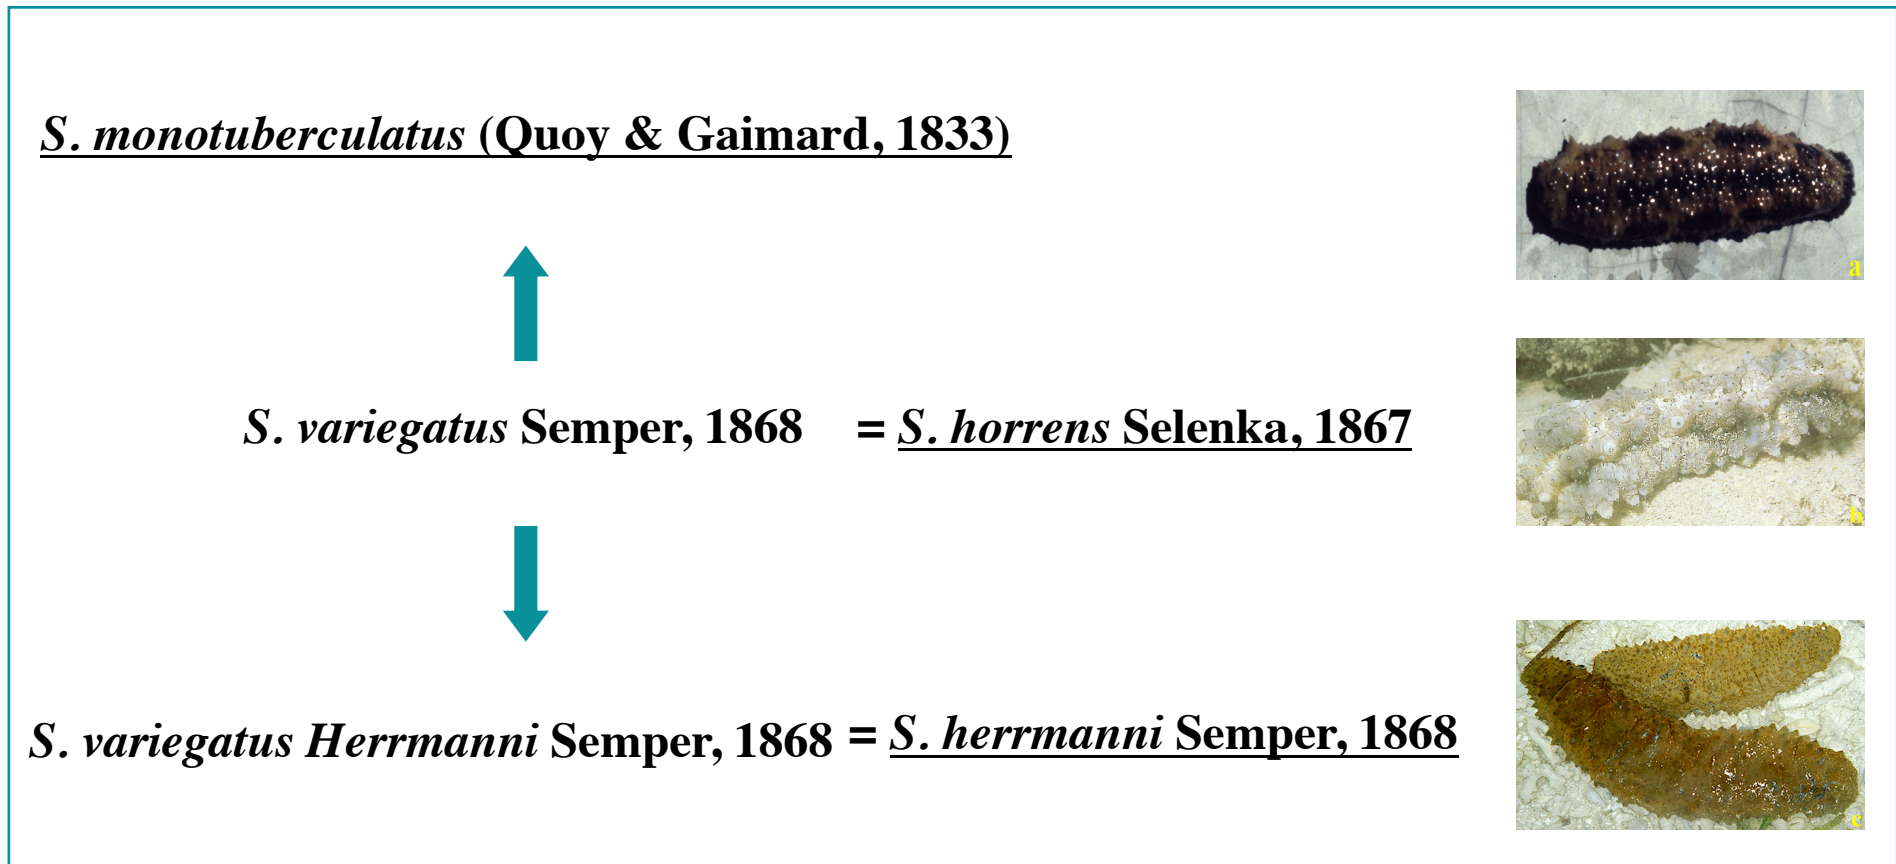 S. monotuberculatus (Quoy & Gaimard, 1833)
a
S. variegatus Semper, 1868 = S. horrens Selenka, 1867
b
S. variegatus Herrmanni Semper, 1868 = S. herrmanni Semper, 1868
c